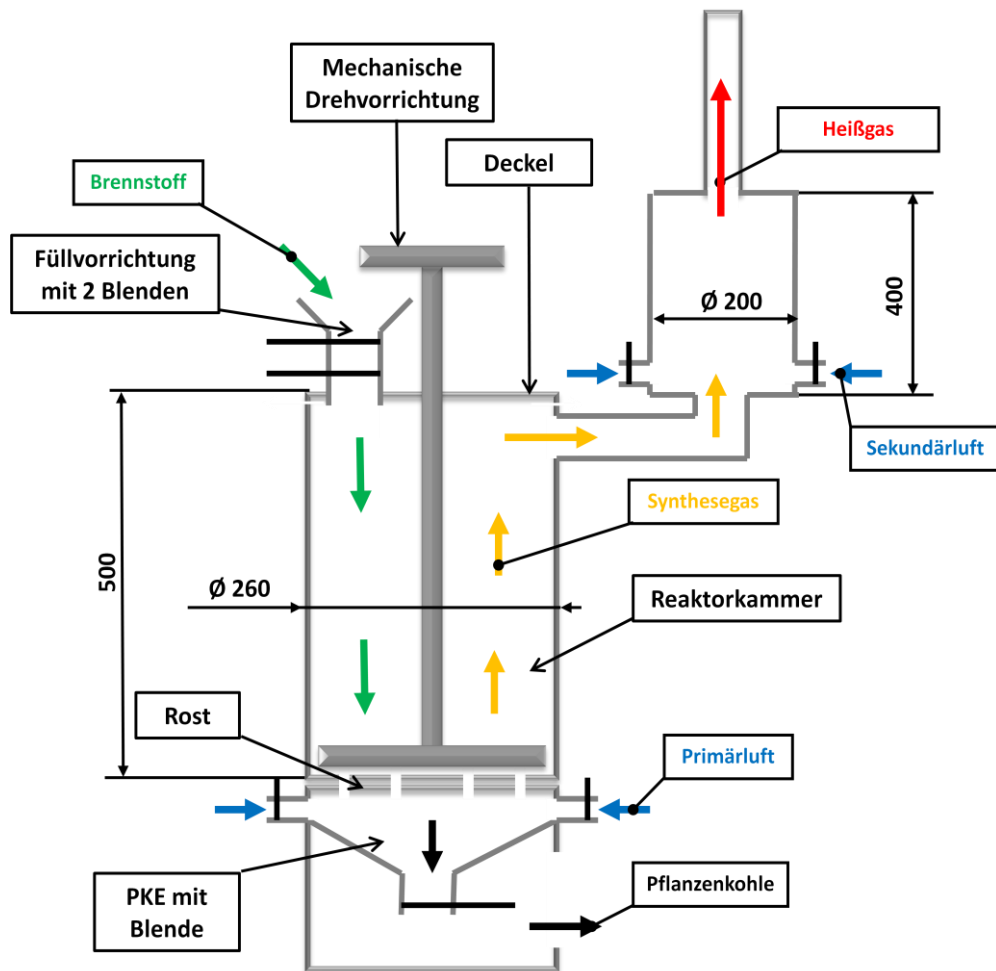 Mechanische
Drehvorrichtung
Heißgas
Deckel
Brennstoff
Füllvorrichtung
mit 2 Blenden
Ø 200
400
Sekundärluft
Synthesegas
500
Ø 260
Reaktorkammer
Rost
Primärluft
PKE mit
Blende
Pflanzenkohle